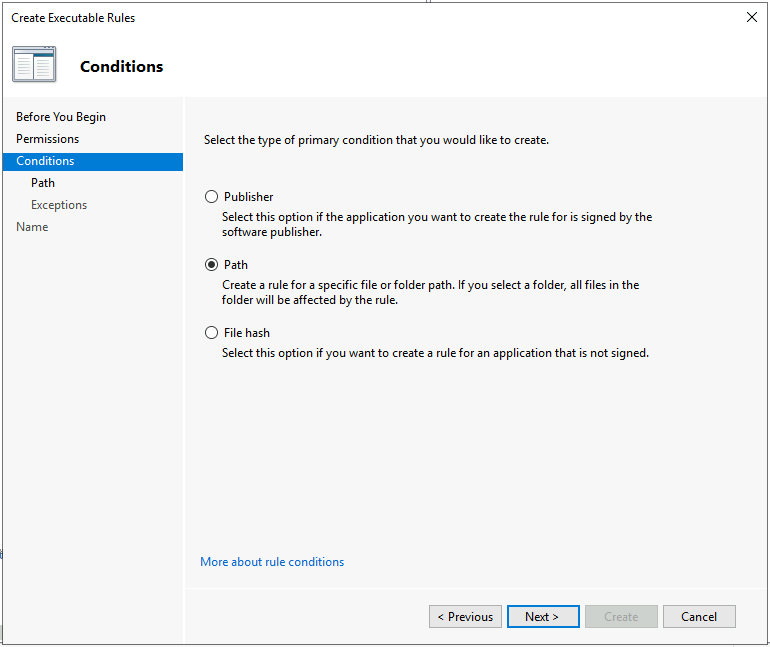 Create Executable Rules
Conditions
Before You Begin
Permissions
Conditions
Path
Exceptions
Name
Select the type of primary condition that you would like to create.
Publisher
Select this option if the application you want to create the rule for is signed by the
software publisher.
Path
Create a rule for a specific file or folder path. If you select a folder, all files in the
folder will be affected by the rule.
File hash
Select this option if you want to create a rule for an application that is not signed.
More about rule conditions
< Previous
Next >
Create
Cancel